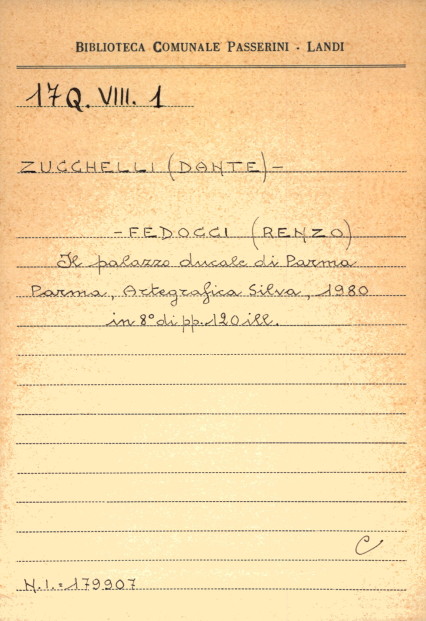 BIBLIOTECA COMUNALE PASSERINI - LANDI
17Q. VIII. 1
ZUCCHELLI (DANTE) -
- FEDOCCI (RENZO)
Il palazzo ducale di Parma
Parma, Artegrafica Silva, 1980
in 8° di pp. 120 ill.
C
N.I.= 179907